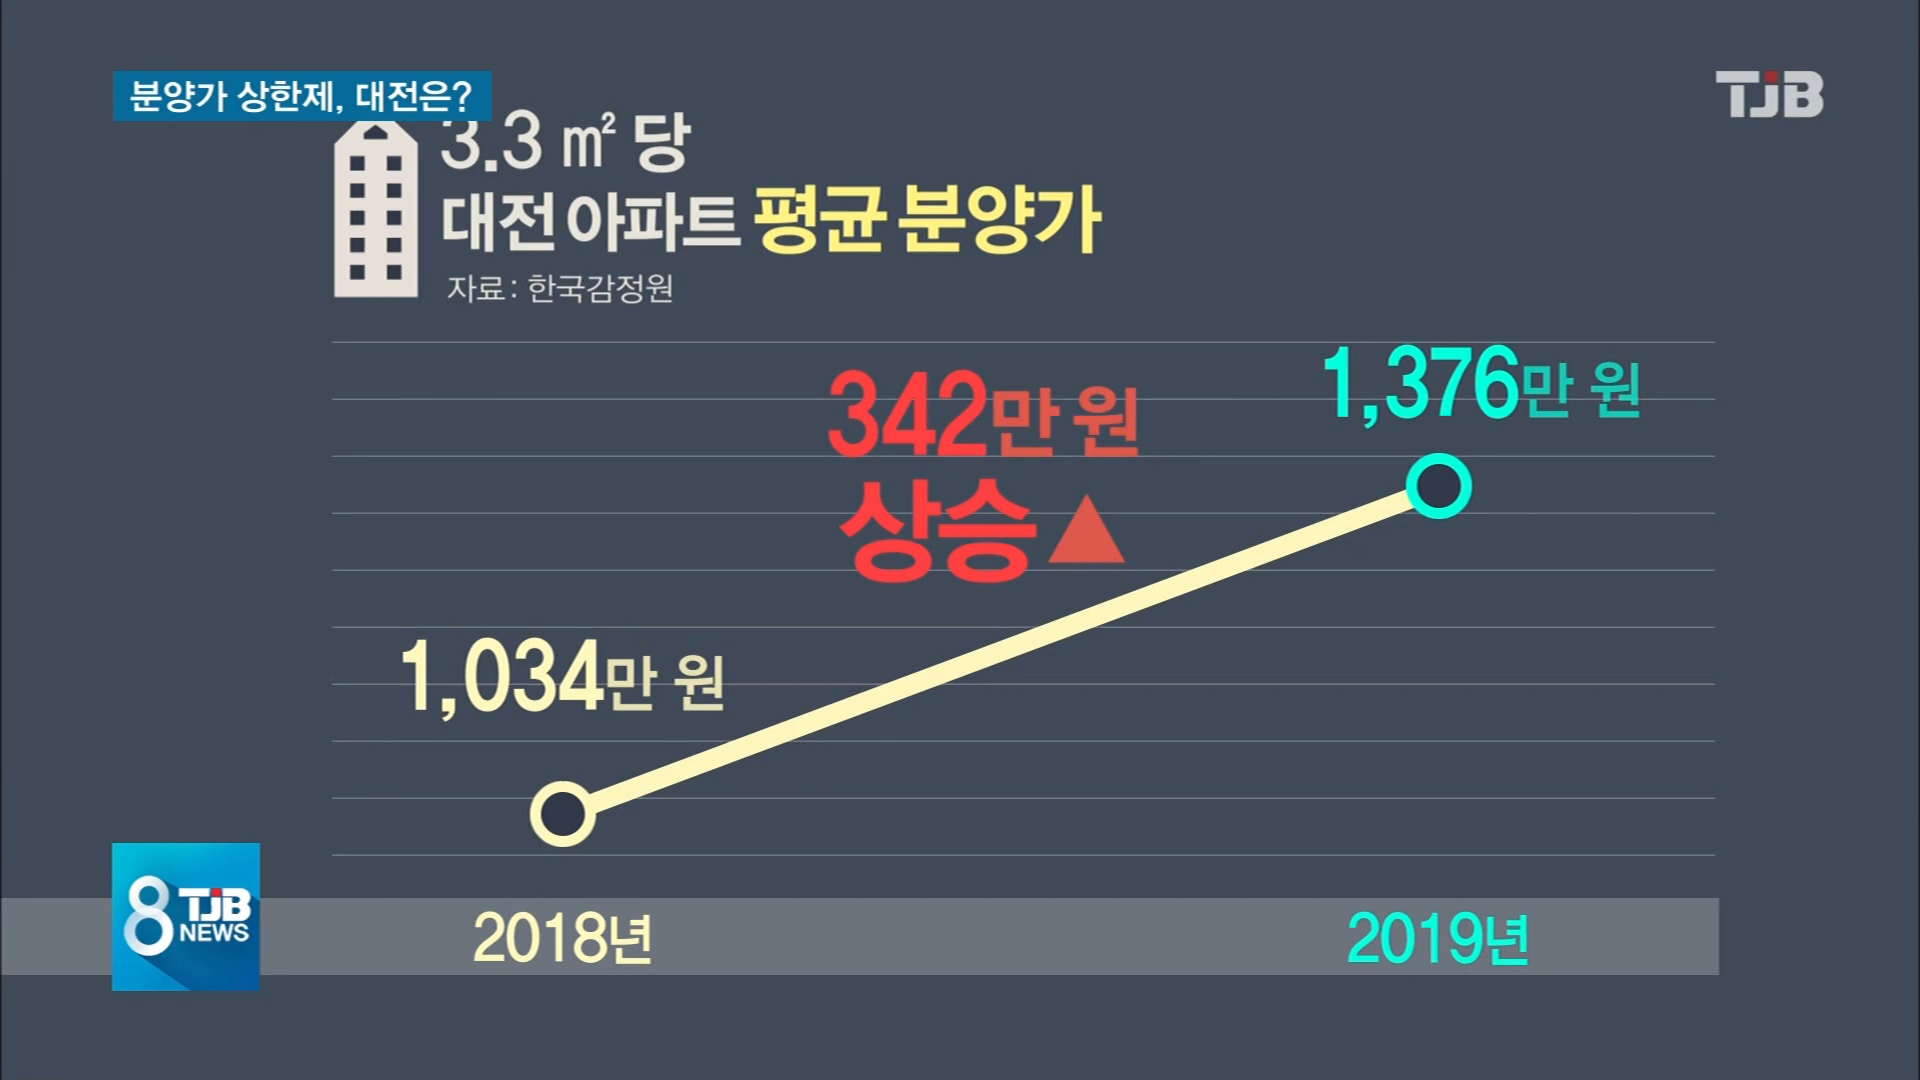 분양가 상한제, 대전은?
TJB
3.3 ㎡ 당
대전 아파트 평균 분양가
자료 : 한국감정원
1,376만 원
342만 원
상승▲
1,034만 원
8 TJB
NEWS
2018년
2019년